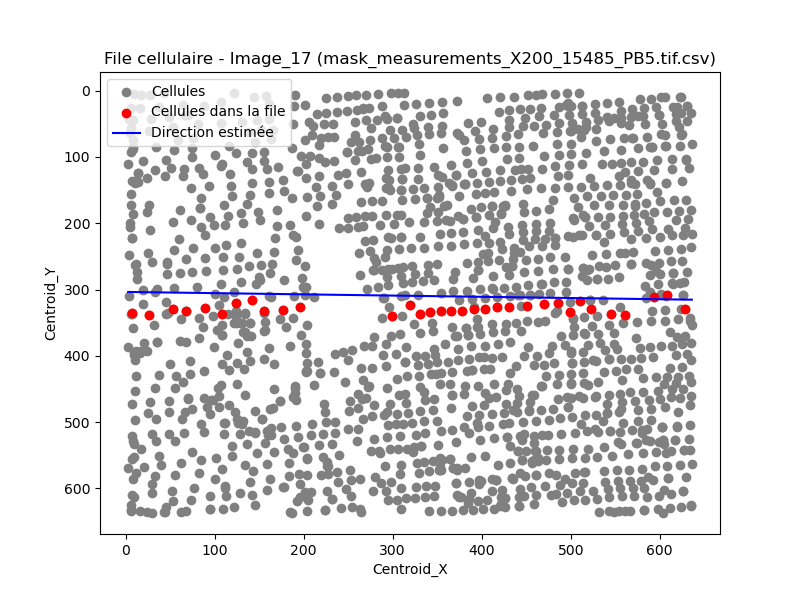 File cellulaire - Image_17 (mask_measurements_X200_15485_PB5.tif.csv)
Cellules
Cellules dans la file
Direction estimée
Centroid_Y
0
100
200
300
400
500
600
0 100 200 300 400 500 600
Centroid_X